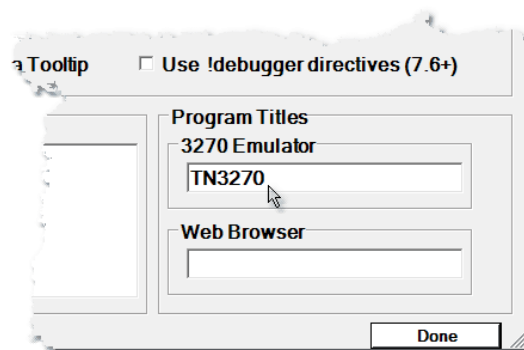 a Tooltip
Use !debugger directives (7.6+)
Program Titles
3270 Emulator
TN3270
Web Browser
Done